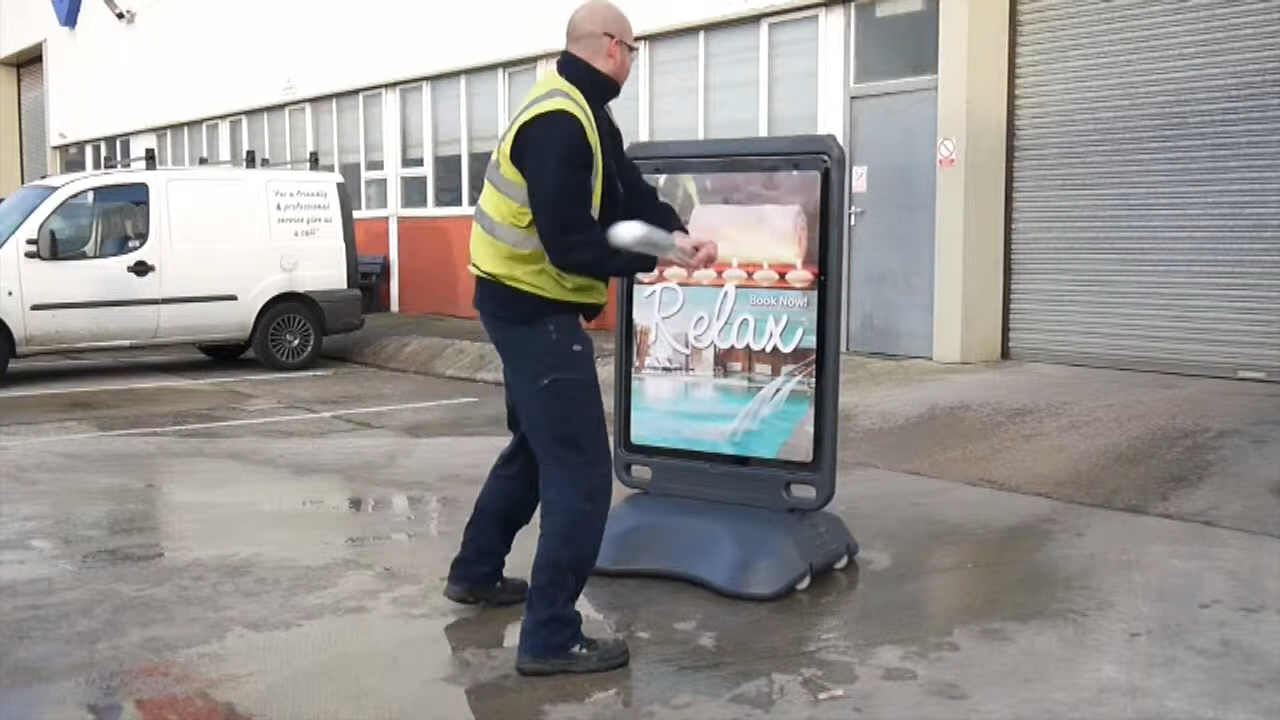 "For a friendly
& professional
service give us
a call"
Book Now!
Relax